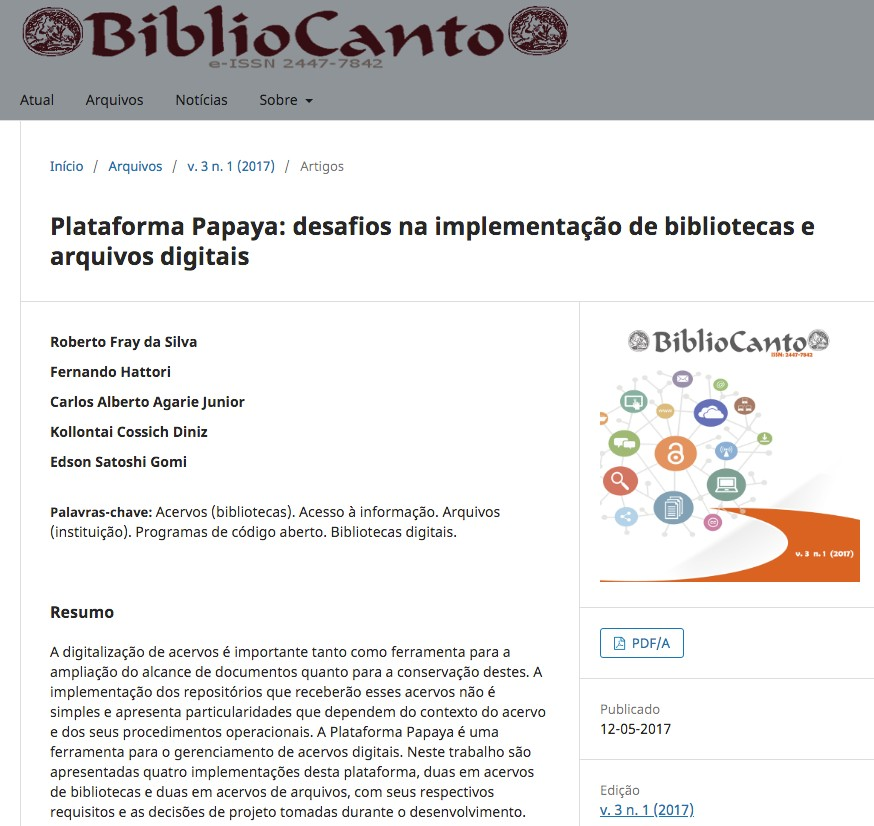 BiblioCanto
e-ISSN 2447-7842
Atual Arquivos Notícias Sobre
Início / Arquivos / v. 3 n. 1 (2017) / Artigos
Plataforma Papaya: desafios na implementação de bibliotecas e
arquivos digitais
Roberto Fray da Silva
Fernando Hattori
Carlos Alberto Agarie Junior
Kollontai Cossich Diniz
Edson Satoshi Gomi
Palavras-chave: Acervos (bibliotecas). Acesso à informação. Arquivos
(instituição). Programas de código aberto. Bibliotecas digitais.
Resumo
A digitalização de acervos é importante tanto como ferramenta para a
ampliação do alcance de documentos quanto para a conservação destes. A
implementação dos repositórios que receberão esses acervos não é
simples e apresenta particularidades que dependem do contexto do acervo
e dos seus procedimentos operacionais. A Plataforma Papaya é uma
ferramenta para o gerenciamento de acervos digitais. Neste trabalho são
apresentadas quatro implementações desta plataforma, duas em acervos
de bibliotecas e duas em acervos de arquivos, com seus respectivos
requisitos e as decisões de projeto tomadas durante o desenvolvimento.
BiblioCanto
ISSN: 2447-7842
www
@
v. 3 n. 1 (2017)
PDF/A
Publicado
12-05-2017
Edição
v. 3 n. 1 (2017)